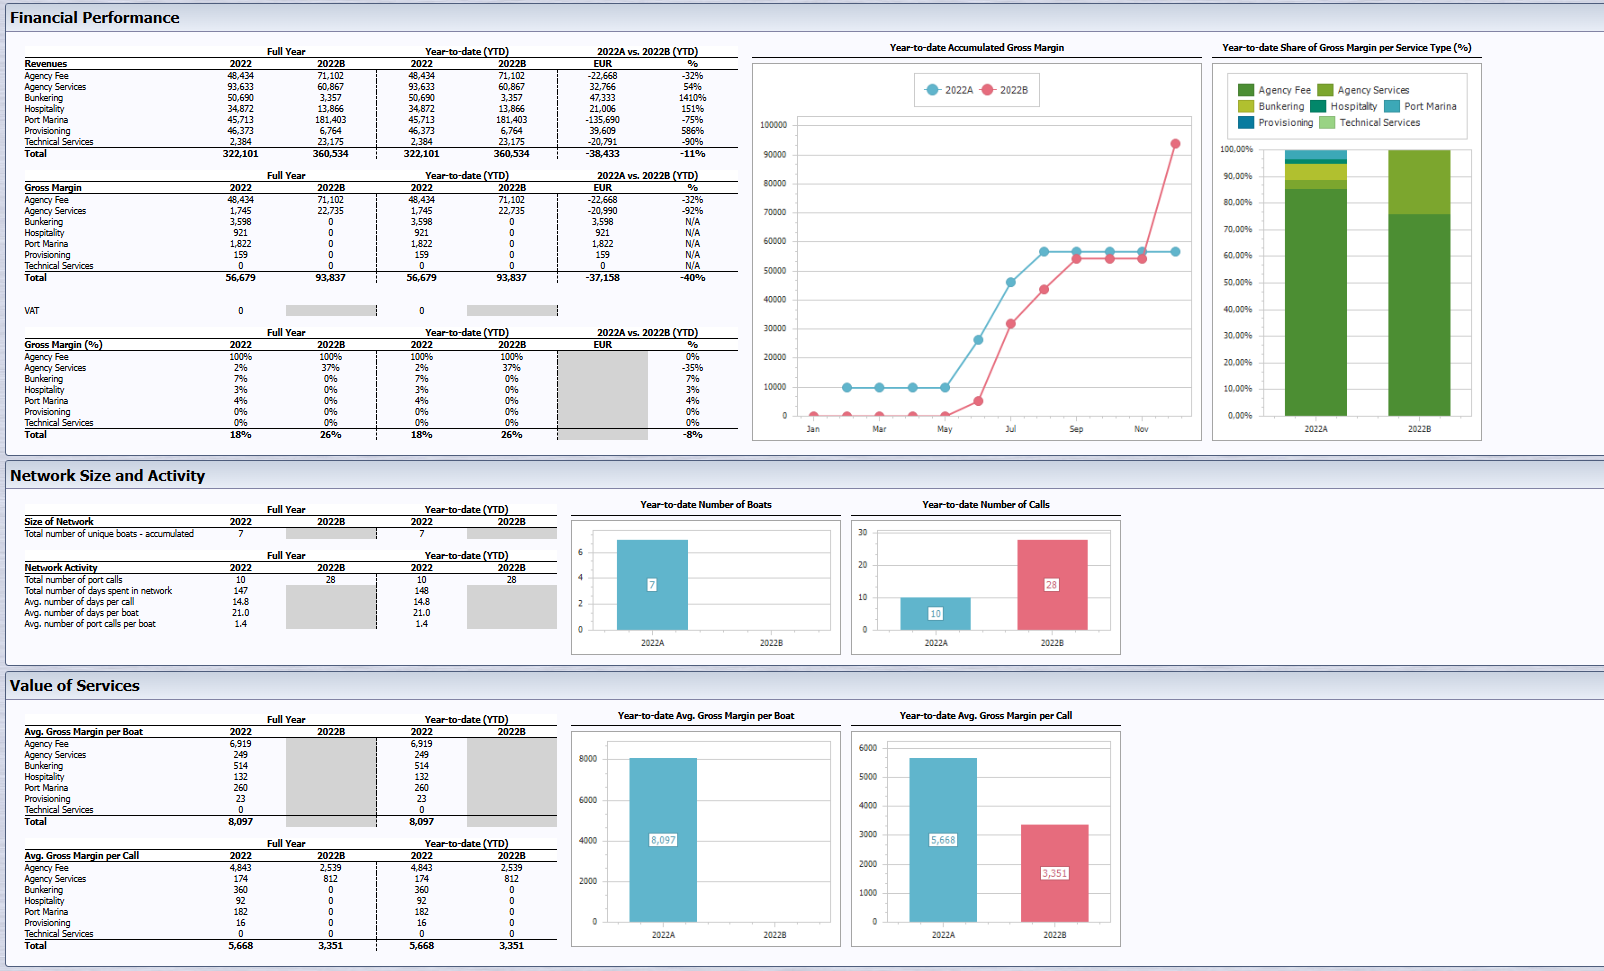 Financial Performance
Full Year Year-to-date (YTD) 2022A vs. 2022B (YTD)
Revenues 2022 2022B 2022 2022B EUR %
Agency Fee 48,434 71,102 48,434 71,102 -22,668 -32%
Agency Services 93,633 60,867 93,633 60,867 32,766 54%
Bunkering 50,690 3,357 50,690 3,357 47,333 1410%
Hospitality 34,872 13,866 34,872 13,866 21,006 151%
Port Marina 45,713 181,403 45,713 181,403 -135,690 -75%
Provisioning 46,373 6,764 46,373 6,764 39,609 586%
Technical Services 2,384 23,175 2,384 23,175 -20,791 -90%
Total 322,101 360,534 322,101 360,534 -38,433 -11%
Full Year Year-to-date (YTD) 2022A vs. 2022B (YTD)
Gross Margin 2022 2022B 2022 2022B EUR %
Agency Fee 48,434 71,102 48,434 71,102 -22,668 -32%
Agency Services 1,745 22,735 1,745 22,735 -20,990 -92%
Bunkering 3,598 0 3,598 0 3,598 N/A
Hospitality 921 0 921 0 921 N/A
Port Marina 1,822 0 1,822 0 1,822 N/A
Provisioning 159 0 159 0 159 N/A
Technical Services 0 0 0 0 0 N/A
Total 56,679 93,837 56,679 93,837 -37,158 -40%
VAT 0 0
Full Year Year-to-date (YTD) 2022A vs. 2022B (YTD)
Gross Margin (%) 2022 2022B 2022 2022B EUR %
Agency Fee 100% 100% 100% 100% 0%
Agency Services 2% 37% 2% 37% -35%
Bunkering 7% 0% 7% 0% 7%
Hospitality 3% 0% 3% 0% 3%
Port Marina 4% 0% 4% 0% 4%
Provisioning 0% 0% 0% 0% 0%
Technical Services 0% 0% 0% 0% 0%
Total 18% 26% 18% 26% -8%
Year-to-date Accumulated Gross Margin
2022A 2022B
100000
90000
80000
70000
60000
50000
40000
30000
20000
10000
0
Jan Mar May Jul Sep Nov
Year-to-date Share of Gross Margin per Service Type (%)
Agency Fee Agency Services
Bunkering Hospitality Port Marina
Provisioning Technical Services
100,00%
90,00%
80,00%
70,00%
60,00%
50,00%
40,00%
30,00%
20,00%
10,00%
0,00%
2022A 2022B
Network Size and Activity
Full Year Year-to-date (YTD)
Size of Network 2022 2022B 2022 2022B
Total number of unique boats - accumulated 7 7
Full Year Year-to-date (YTD)
Network Activity 2022 2022B 2022 2022B
Total number of port calls 10 28 10 28
Total number of days spent in network 147 148
Avg. number of days per call 14.8 14.8
Avg. number of days per boat 21.0 21.0
Avg. number of port calls per boat 1.4 1.4
Year-to-date Number of Boats
6
4
2
0
7
2022A 2022B
Year-to-date Number of Calls
30
20
10
0
10
28
2022A 2022B
Value of Services
Full Year Year-to-date (YTD)
Avg. Gross Margin per Boat 2022 2022B 2022 2022B
Agency Fee 6,919 6,919
Agency Services 249 249
Bunkering 514 514
Hospitality 132 132
Port Marina 260 260
Provisioning 23 23
Technical Services 0 0
Total 8,097 8,097
Full Year Year-to-date (YTD)
Avg. Gross Margin per Call 2022 2022B 2022 2022B
Agency Fee 4,843 2,539 4,843 2,539
Agency Services 174 812 174 812
Bunkering 360 0 360 0
Hospitality 92 0 92 0
Port Marina 182 0 182 0
Provisioning 16 0 16 0
Technical Services 0 0 0 0
Total 5,668 3,351 5,668 3,351
Year-to-date Avg. Gross Margin per Boat
8000
6000
4000
2000
0
8,097
2022A 2022B
Year-to-date Avg. Gross Margin per Call
6000
5000
4000
3000
2000
1000
0
5,668
3,351
2022A 2022B